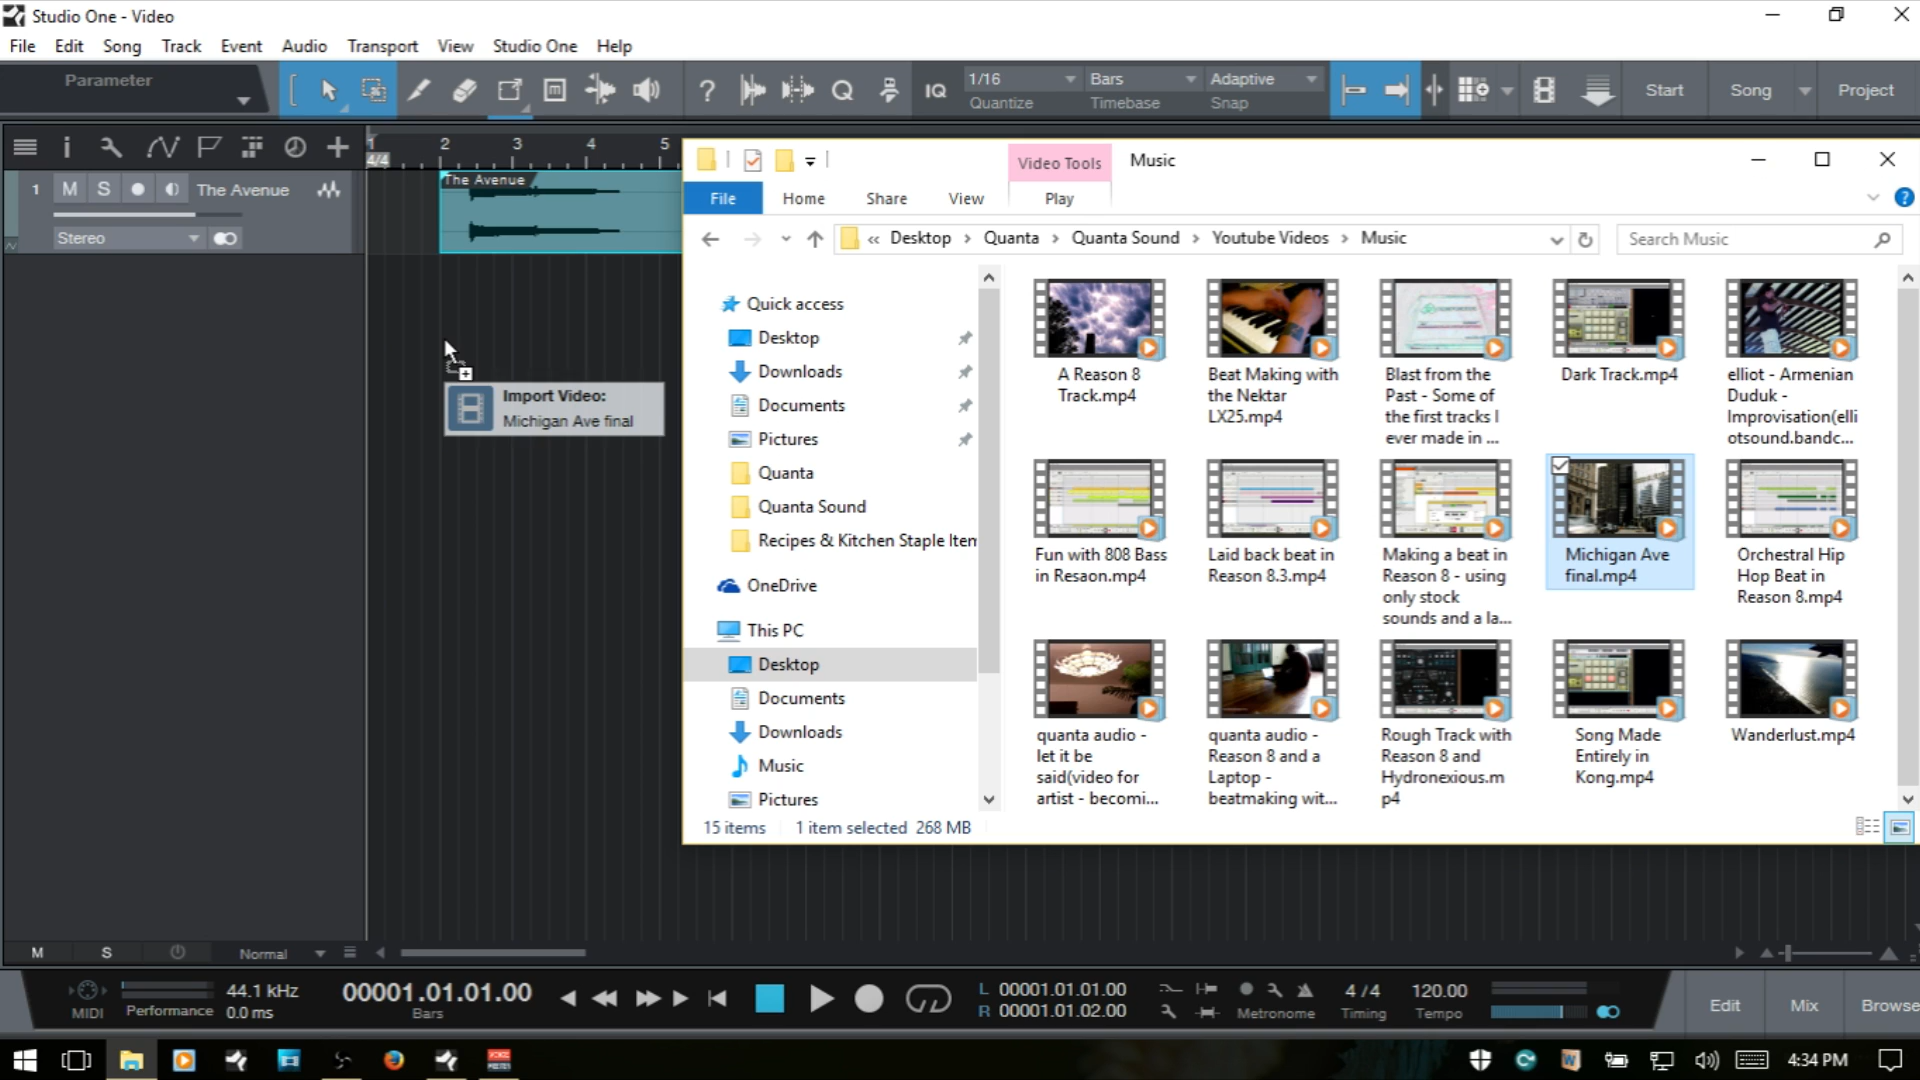 Studio One - Video
File Edit Song Track Event Audio Transport View Studio One Help
Parameter
? Q IQ 1/16 Bars Adaptive Start Song Project
Quantize Timebase Snap
1 2 3 4 5
4/4
1 M S The Avenue
Stereo
The Avenue
Import Video:
Michigan Ave final
Video Tools Music
File Home Share View Play
« Desktop › Quanta › Quanta Sound › Youtube Videos › Music
Search Music
Quick access
Desktop
Downloads
Documents
Pictures
Quanta
Quanta Sound
Recipes & Kitchen Staple Iten
OneDrive
This PC
Desktop
Documents
Downloads
Music
Pictures
A Reason 8
Track.mp4
Beat Making with
the Nektar
LX25.mp4
Blast from the
Past - Some of
the first tracks I
ever made in ...
Dark Track.mp4
elliot - Armenian
Duduk -
Improvisation(elli
otsound.bandc...
Fun with 808 Bass
in Resaon.mp4
Laid back beat in
Reason 8.3.mp4
Making a beat in
Reason 8 - using
only stock
sounds and a la...
Michigan Ave
final.mp4
Orchestral Hip
Hop Beat in
Reason 8.mp4
quanta audio -
let it be
said(video for
artist - becomi...
quanta audio -
Reason 8 and a
Laptop -
beatmaking wit...
Rough Track with
Reason 8 and
Hydronexious.m
p4
Song Made
Entirely in
Kong.mp4
Wanderlust.mp4
15 items 1 item selected 268 MB
M S Normal
MIDI
Performance
44.1 kHz
0.0 ms
00001.01.01.00
Bars
L 00001.01.01.00
R 00001.01.02.00
Metronome
4 / 4
Timing
120.00
Tempo
Edit Mix Browse
4:34 PM